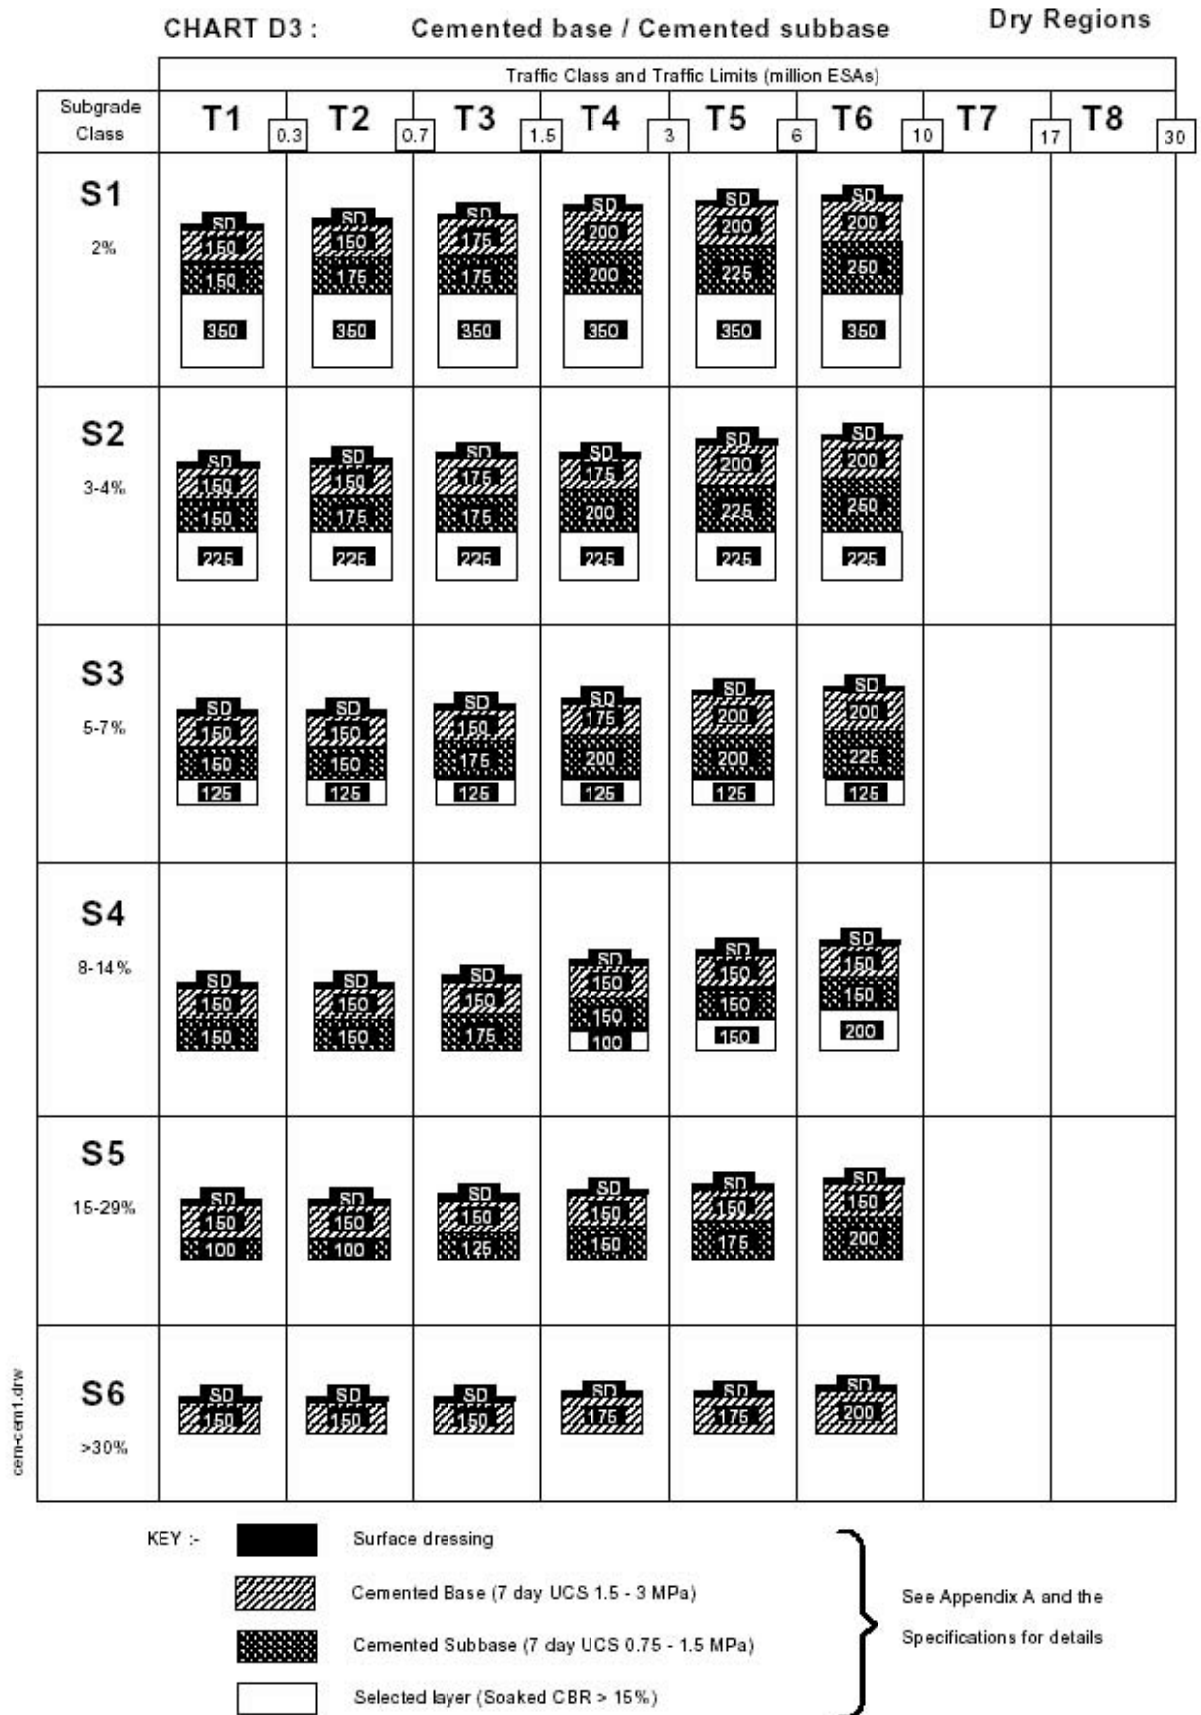 CHART D3 : Cemented base / Cemented subbase Dry Regions
Traffic Class and Traffic Limits (million ESAs)
Subgrade
Class
T1 0.3 T2 0.7 T3 1.5 T4 3 T5 6 T6 10 T7 17 T8 30
S1
2%
SD SD SD SD SD SD
150 150 175 200 200 200
150 175 175 200 225 250
350 350 350 350 350 350
S2
3-4%
SD SD SD SD SD SD
150 150 175 175 200 200
150 175 175 200 225 250
225 225 225 225 225 225
S3
5-7%
SD SD SD SD SD SD
150 150 150 175 200 200
150 150 175 200 200 225
125 125 125 125 125 125
S4
8-14%
SD SD SD SD SD SD
150 150 150 150 150 150
150 150 175 150 150 150
100 150 200
S5
15-29%
SD SD SD SD SD SD
150 150 150 150 150 150
100 100 125 150 175 200
S6
>30%
SD SD SD SD SD SD
150 150 150 175 175 200
cem-cem1.drw
KEY :-
Surface dressing
Cemented Base (7 day UCS 1.5 - 3 MPa)
Cemented Subbase (7 day UCS 0.75 - 1.5 MPa)
Selected layer (Soaked CBR > 15%)
See Appendix A and the
Specifications for details